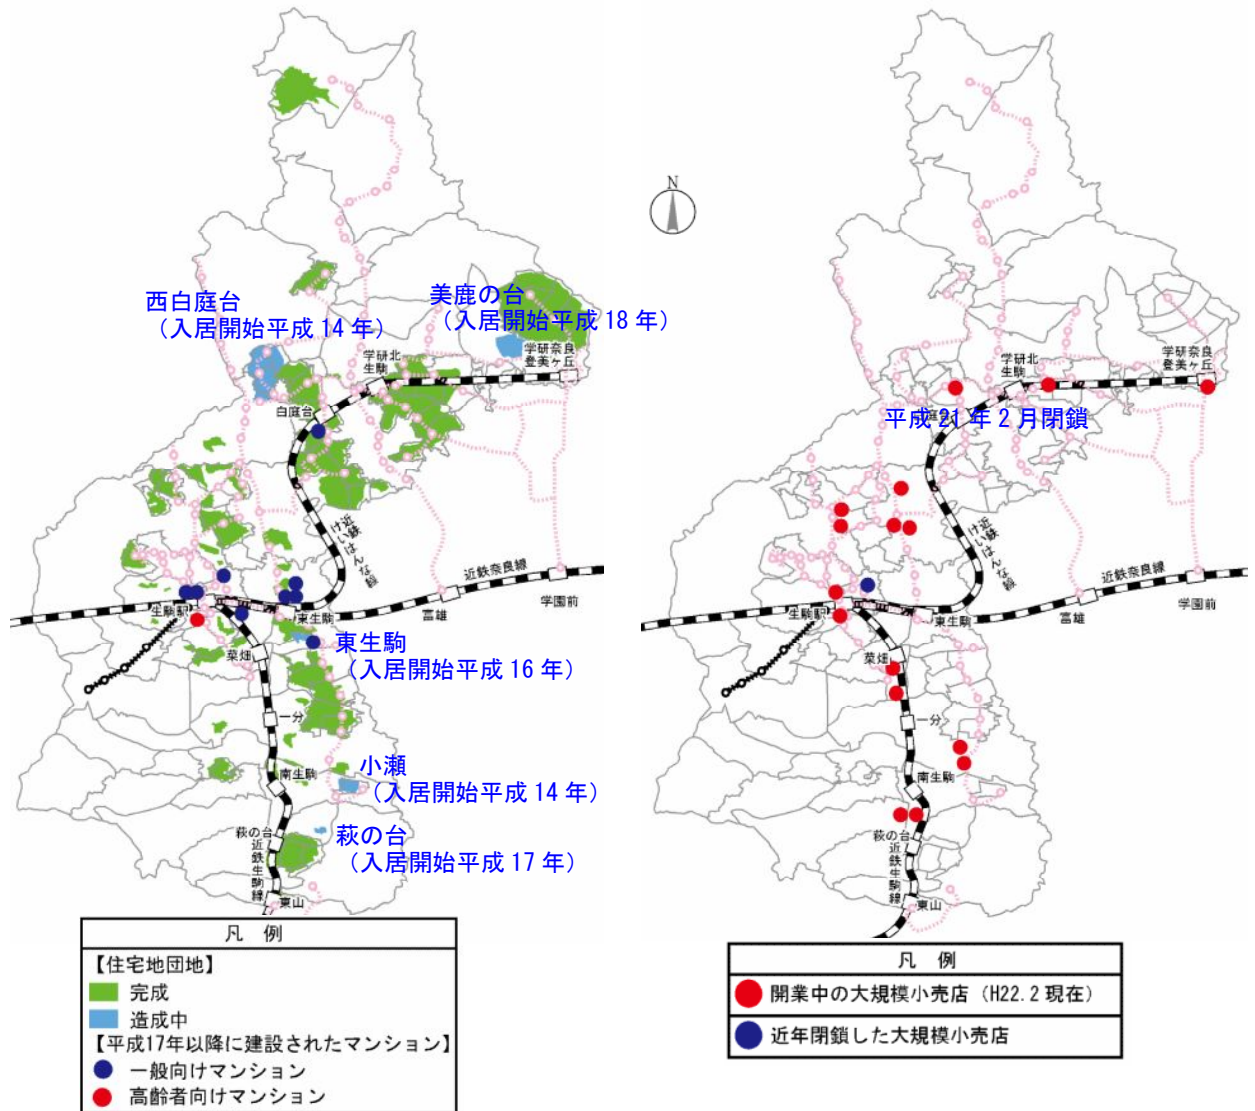 西白庭台
（入居開始平成 14 年）
美鹿の台
（入居開始平成 18 年）
学研北
生駒
学研奈良
登美ヶ丘
白庭台
近鉄けいはんな線
近鉄奈良線
生駒駅
東生駒
富雄
学園前
菜畑
東生駒
（入居開始平成 16 年）
一分
小瀬
（入居開始平成 14 年）
南生駒
萩の台
（入居開始平成 17 年）
萩の台
近鉄生駒線
東山
凡 例
【住宅地団地】
完成
造成中
【平成17年以降に建設されたマンション】
一般向けマンション
高齢者向けマンション
N
学研北
生駒
学研奈良
登美ヶ丘
庭台
平成 21 年 2 月閉鎖
近鉄けいはんな線
近鉄奈良線
生駒駅
東生駒
富雄
学園前
菜畑
一分
南生駒
萩の台
近鉄生駒線
東山
凡 例
開業中の大規模小売店（H22.2 現在）
近年閉鎖した大規模小売店